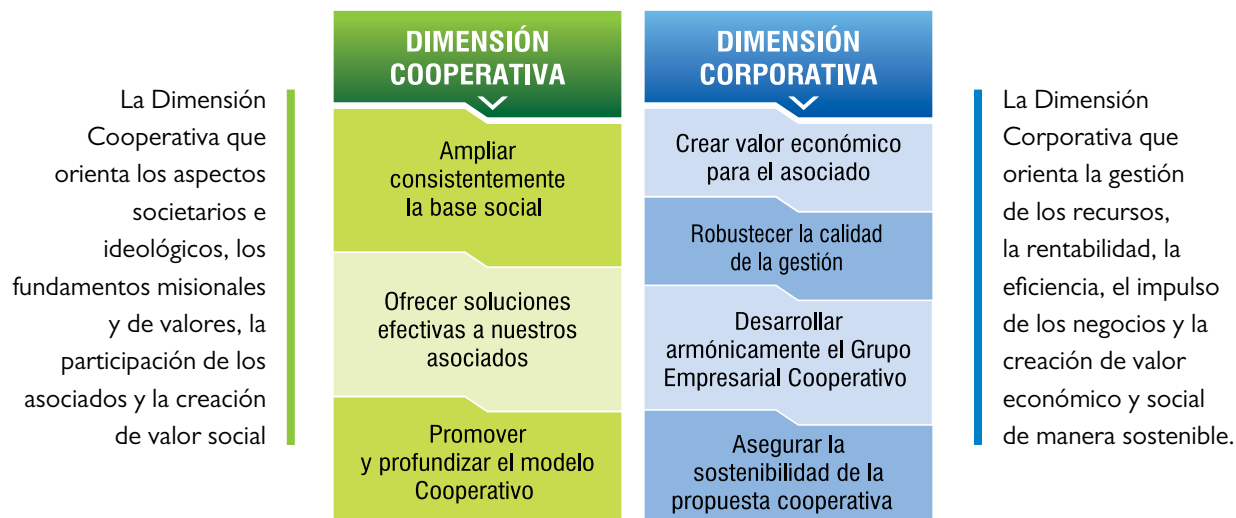 La Dimensión
Cooperativa que
orienta los aspectos
societarios e
ideológicos, los
fundamentos misionales
y de valores, la
participación de los
asociados y la creación
de valor social
DIMENSIÓN
COOPERATIVA
Ampliar
consistentemente
la base social
Ofrecer soluciones
efectivas a nuestros
asociados
Promover
y profundizar el modelo
Cooperativo
DIMENSIÓN
CORPORATIVA
Crear valor económico
para el asociado
Robustecer la calidad
de la gestión
Desarrollar
armónicamente el Grupo
Empresarial Cooperativo
Asegurar la
sostenibilidad de la
propuesta cooperativa
La Dimensión
Corporativa que
orienta la gestión
de los recursos,
la rentabilidad, la
eficiencia, el impulso
de los negocios y la
creación de valor
económico y social
de manera sostenible.